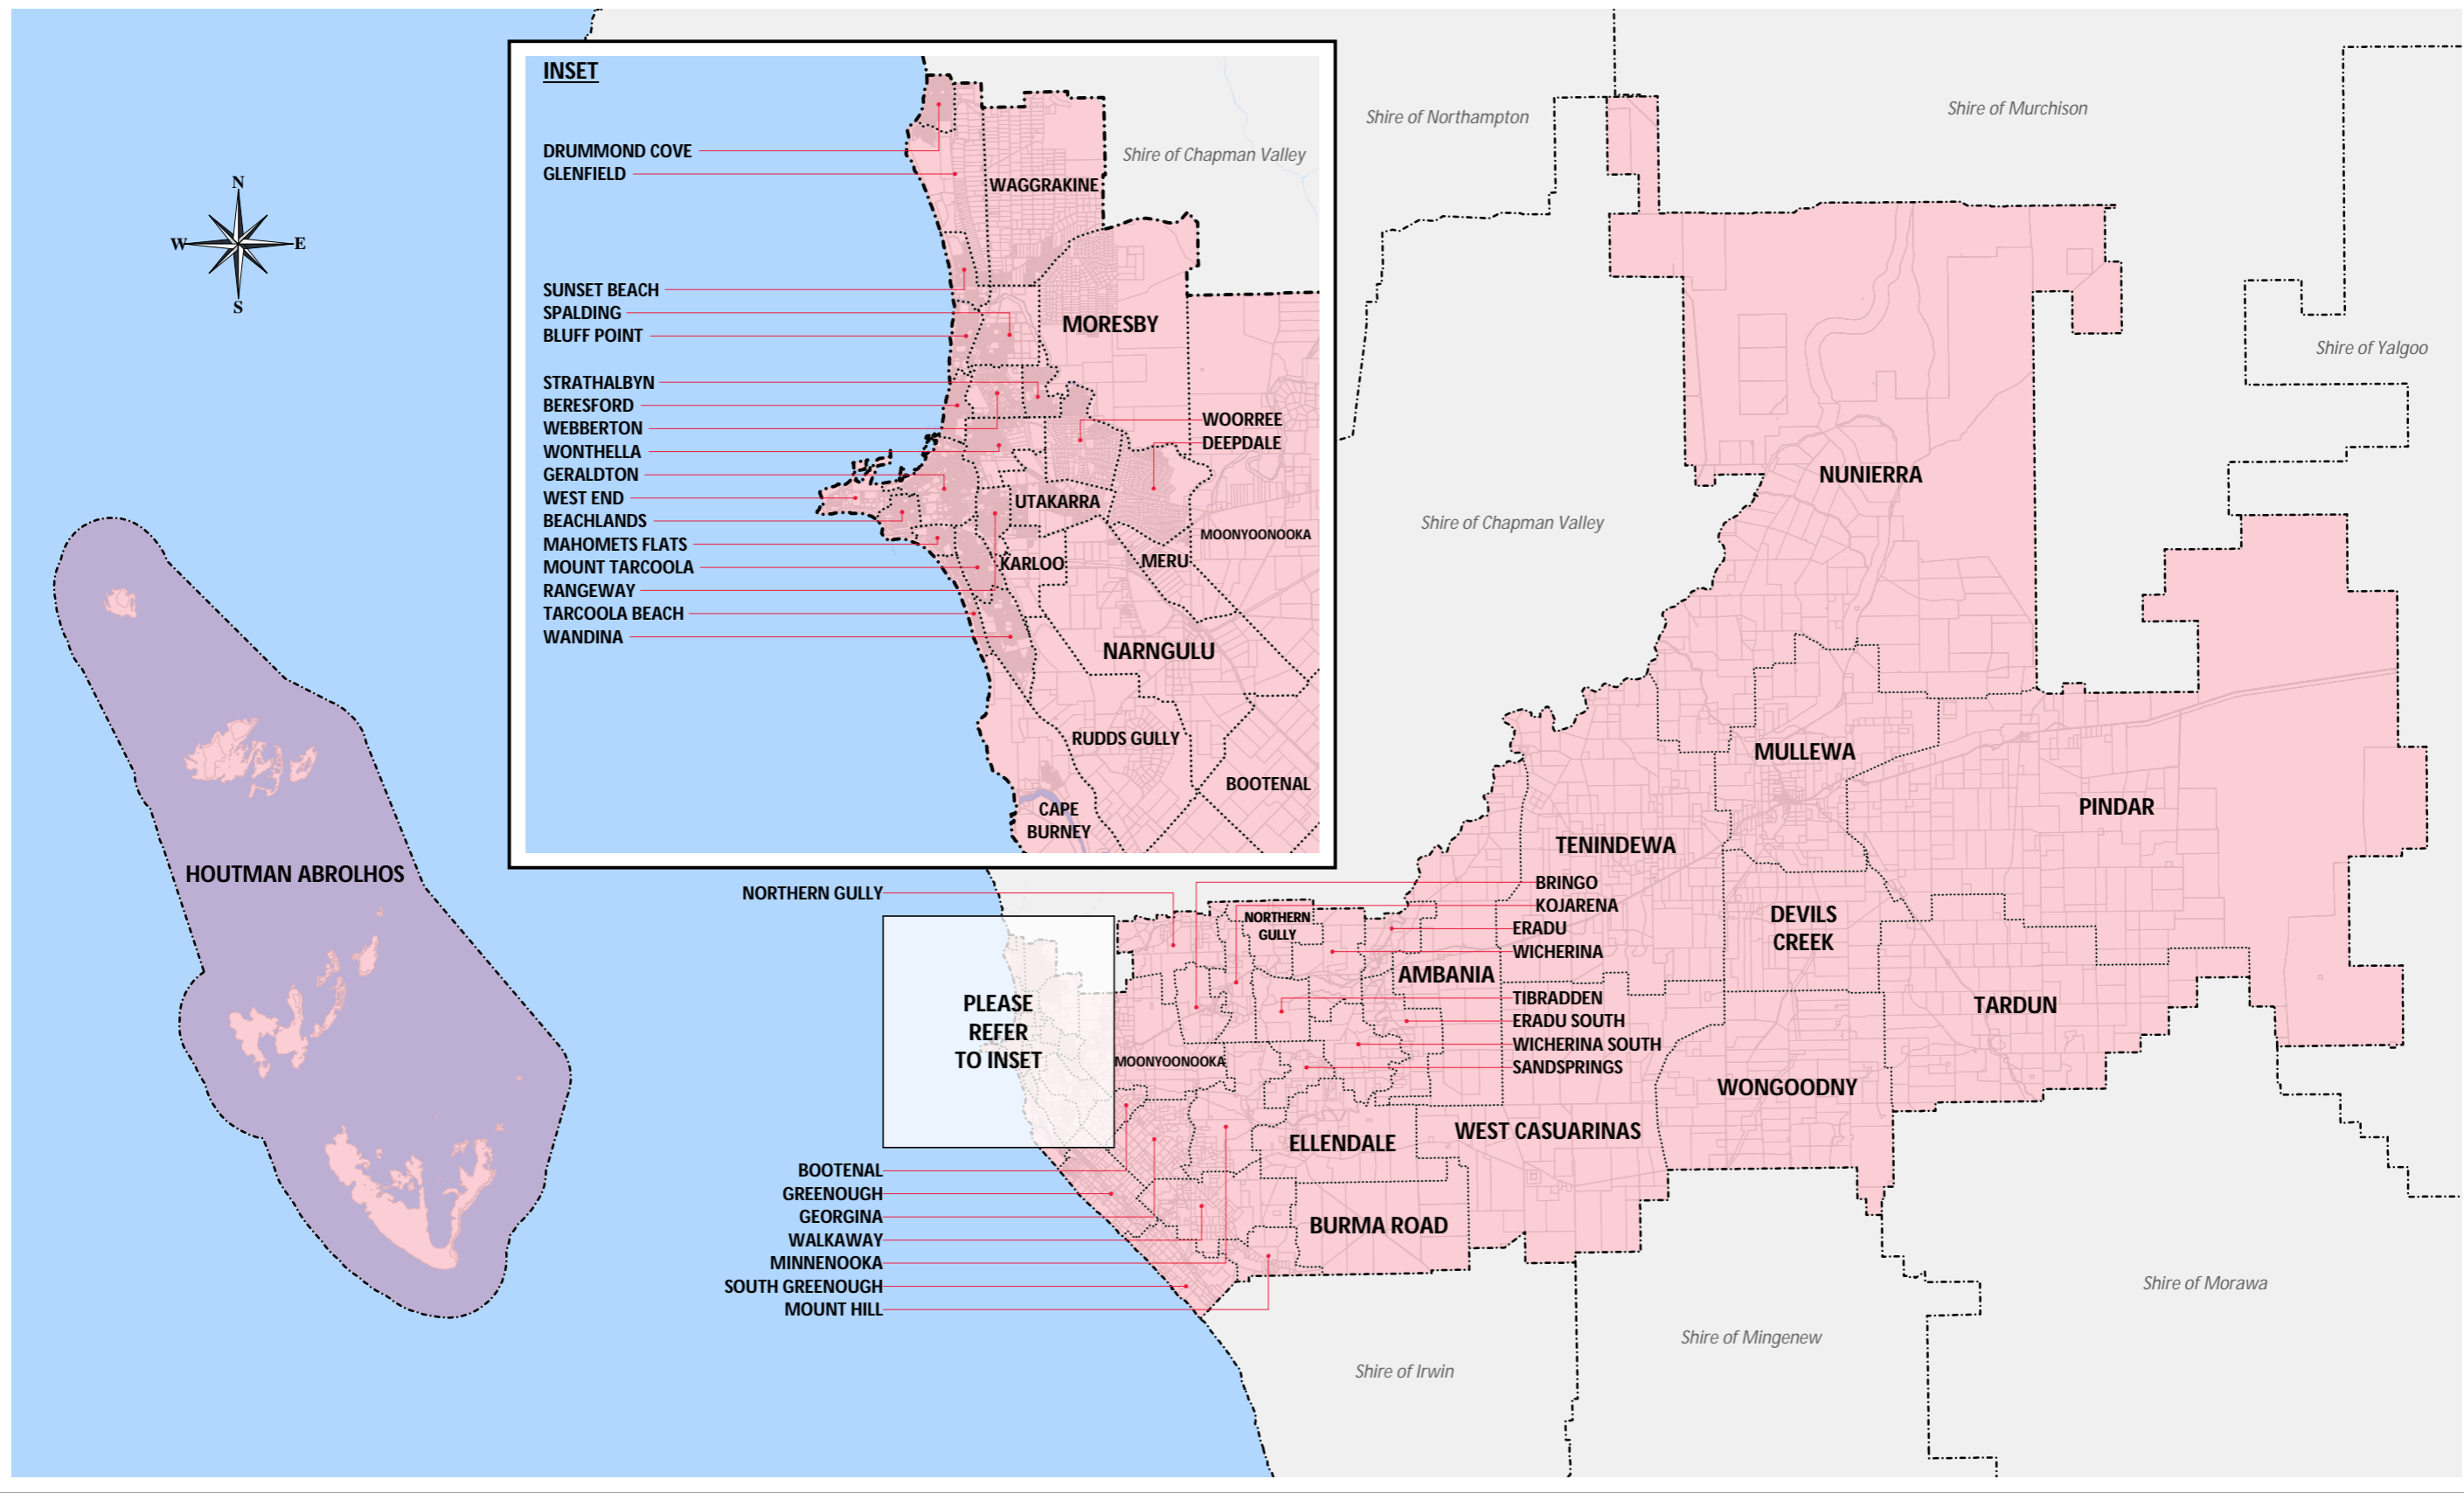 INSET
DRUMMOND COVE
GLENFIELD
SUNSET BEACH
SPALDING
BLUFF POINT
STRATHALBYN
BERESFORD
WEBBERTON
WONTHELLA
GERALDTON
WEST END
BEACHLANDS
MAHOMETS FLATS
MOUNT TARCOOLA
RANGEWAY
TARCOOLA BEACH
WANDINA
WAGGRAKINE
Shire of Chapman Valley
MORESBY
WOORREE
DEEPDALE
UTAKARRA
MOONYOONOOKA
KARLOO
MERU
NARNGULU
RUDDS GULLY
BOOTENAL
CAPE
BURNEY
N
W
E
S
HOUTMAN ABROLHOS
Shire of Northampton
Shire of Murchison
Shire of Yalgoo
Shire of Chapman Valley
NUNIERRA
MULLEWA
PINDAR
TENINDEWA
DEVILS
CREEK
TARDUN
WONGOODNY
WEST CASUARINAS
AMBANIA
NORTHERN GULLY
NORTHERN
GULLY
BRINGO
KOJARENA
ERADU
WICHERINA
TIBRADDEN
ERADU SOUTH
WICHERINA SOUTH
SANDSPRINGS
PLEASE
REFER
TO INSET
MOONYOONOOKA
ELLENDALE
BURMA ROAD
BOOTENAL
GREENOUGH
GEORGINA
WALKAWAY
MINNENOOKA
SOUTH GREENOUGH
MOUNT HILL
Shire of Irwin
Shire of Mingenew
Shire of Morawa